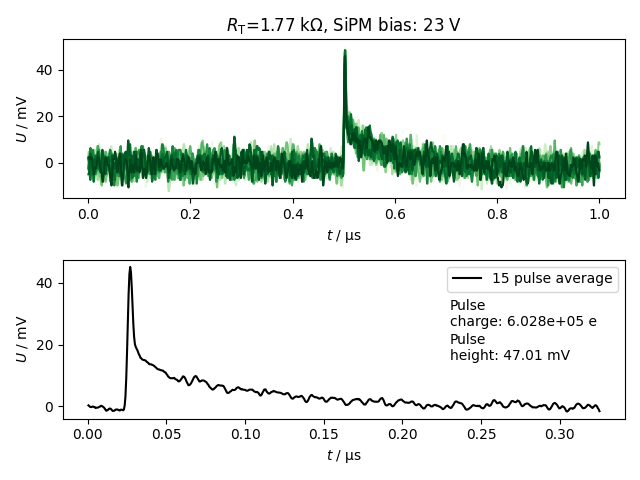 R_T=1.77 kΩ, SiPM bias: 23 V
U / mV
40
20
0
0.0 0.2 0.4 0.6 0.8 1.0
t / μs
U / mV
40
20
0
15 pulse average
Pulse
charge: 6.028e+05 e
Pulse
height: 47.01 mV
0.00 0.05 0.10 0.15 0.20 0.25 0.30
t / μs